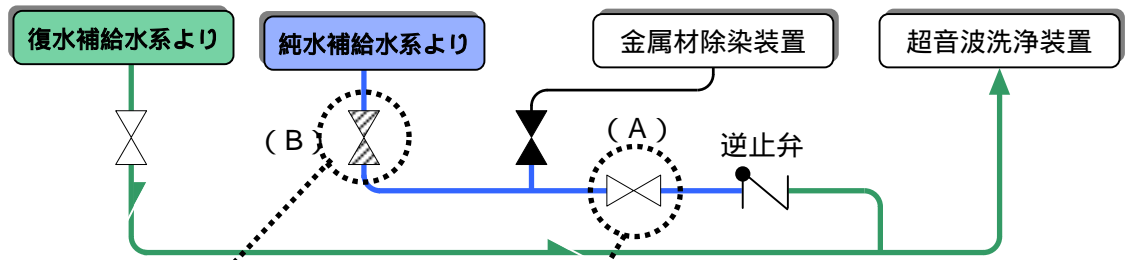 復水補給水系より
純水補給水系より
金属材除染装置
超音波洗浄装置
(B)
(A)
逆止弁